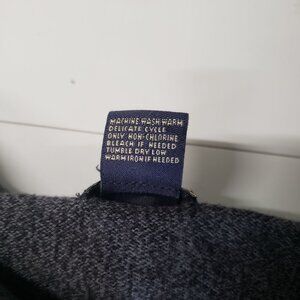 MACHINE WASH WARM
DELICATE CYCLE
ONLY NON-CHLORINE
BLEACH IF NEEDED
TUMBLE DRY LOW
WARM IRON IF NEEDED